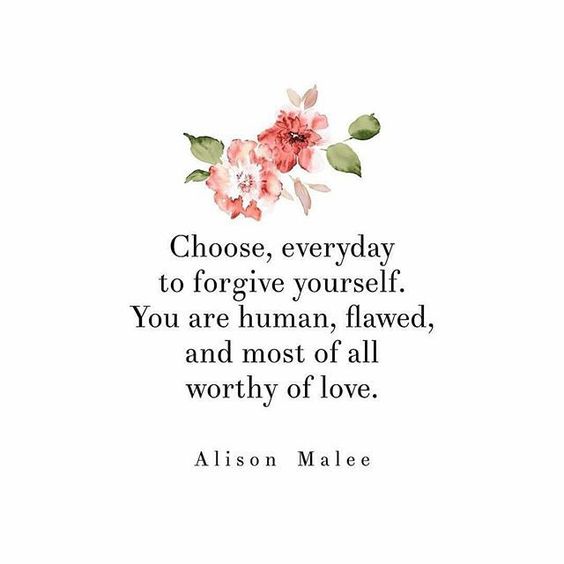 Choose, everyday
to forgive yourself.
You are human, flawed,
and most of all
worthy of love.
Alison Malee